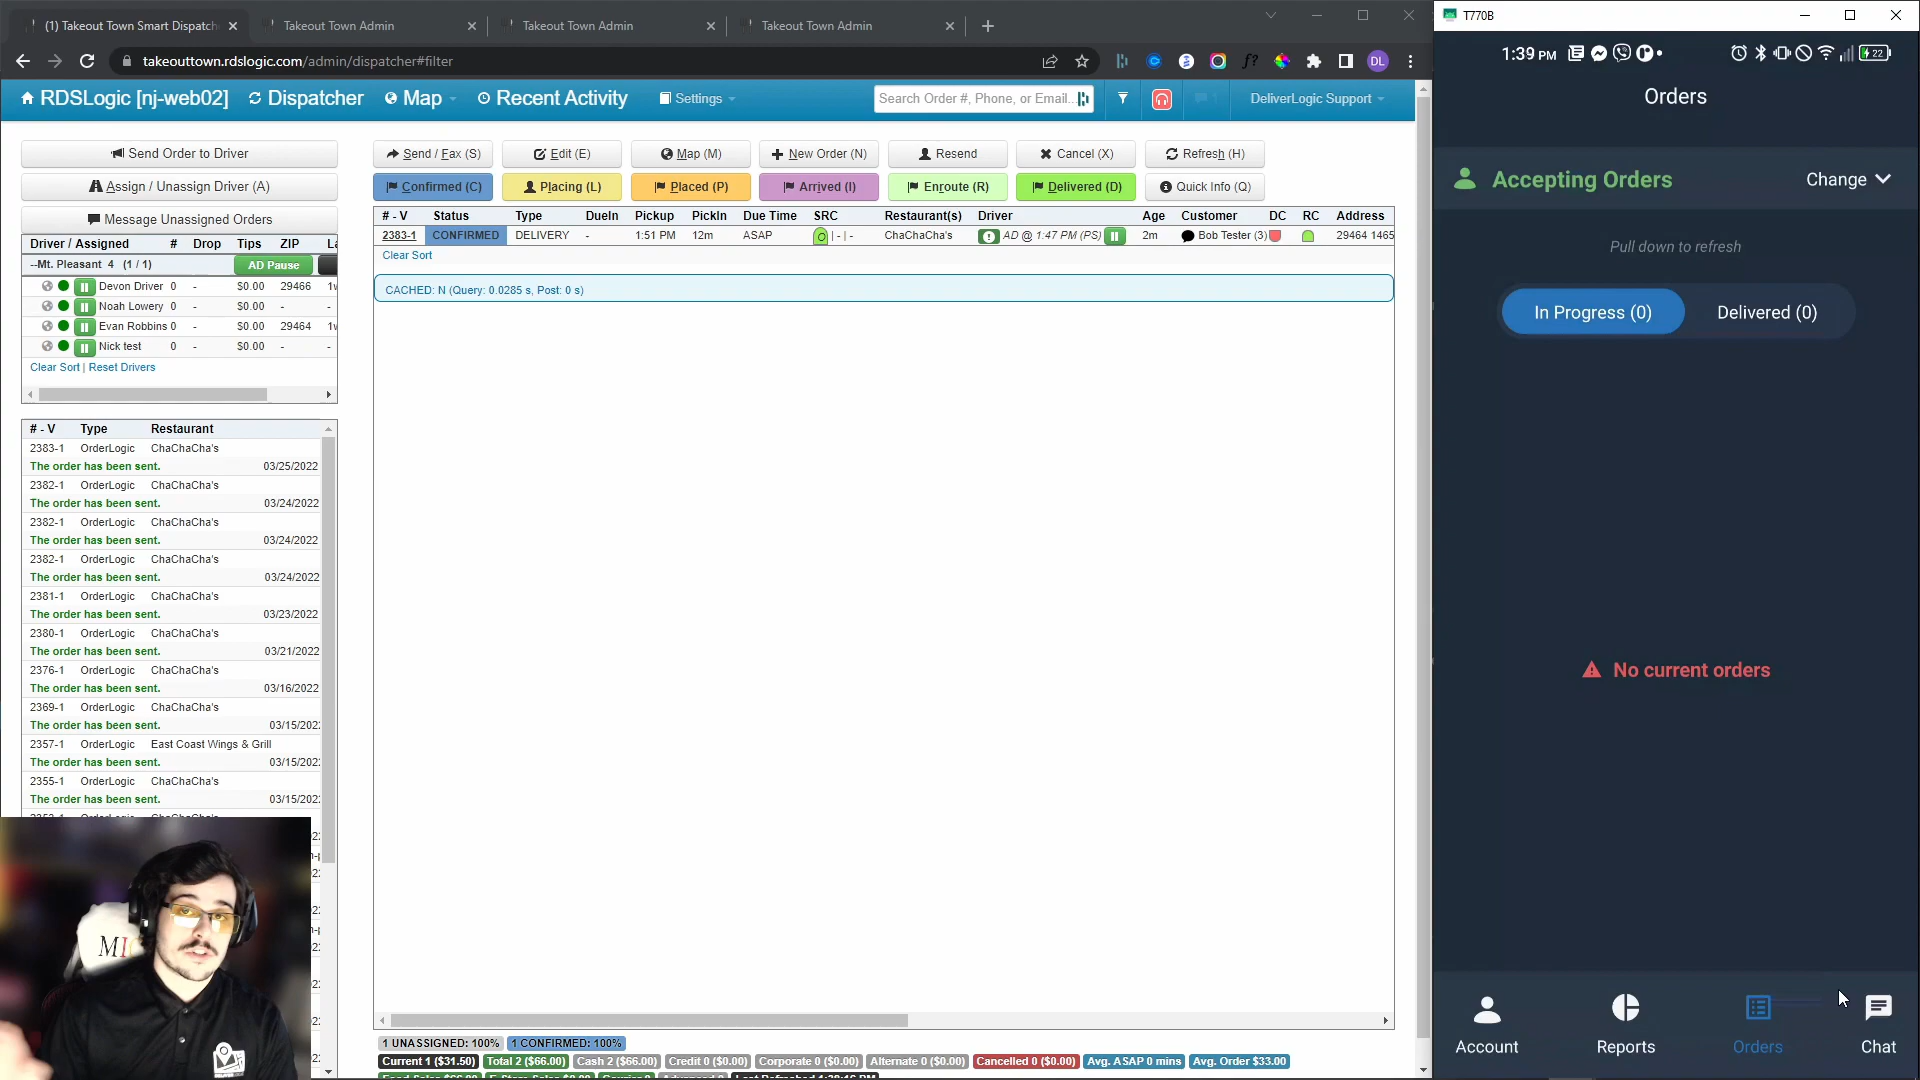 (1) Takeout Town Smart Dispatch
Takeout Town Admin
Takeout Town Admin
Takeout Town Admin
takeouttown.rdslogic.com/admin/dispatcher#filter
DL
RDSLogic [nj-web02]
Dispatcher
Map
Recent Activity
Settings
Search Order #, Phone, or Email...
DeliverLogic Support
Send Order to Driver
Assign / Unassign Driver (A)
Message Unassigned Orders
Send / Fax (S)
Edit (E)
Map (M)
New Order (N)
Resend
Cancel (X)
Refresh (H)
Confirmed (C)
Placing (L)
Placed (P)
Arrived (I)
Enroute (R)
Delivered (D)
Quick Info (Q)
# - V Status Type DueIn Pickup PickIn Due Time SRC Restaurant(s) Driver Age Customer DC RC Address
2383-1 CONFIRMED DELIVERY - 1:51 PM 12m ASAP | - | - ChaChaCha's AD @ 1:47 PM (PS) 2m Bob Tester (3) 29464 1465
Clear Sort
CACHED: N (Query: 0.0285 s, Post: 0 s)
Driver / Assigned # Drop Tips ZIP
--Mt. Pleasant 4 (1 / 1) AD Pause
Devon Driver 0 - $0.00 29466
Noah Lowery 0 - $0.00 -
Evan Robbins 0 - $0.00 29464
Nick test 0 - $0.00 - -
Clear Sort | Reset Drivers
# - V Type Restaurant
2383-1 OrderLogic ChaChaCha's
The order has been sent. 03/25/2022
2382-1 OrderLogic ChaChaCha's
The order has been sent. 03/24/2022
2382-1 OrderLogic ChaChaCha's
The order has been sent. 03/24/2022
2382-1 OrderLogic ChaChaCha's
The order has been sent. 03/24/2022
2381-1 OrderLogic ChaChaCha's
The order has been sent. 03/23/2022
2380-1 OrderLogic ChaChaCha's
The order has been sent. 03/21/2022
2376-1 OrderLogic ChaChaCha's
The order has been sent. 03/16/2022
2369-1 OrderLogic ChaChaCha's
The order has been sent. 03/15/202
2357-1 OrderLogic East Coast Wings & Grill
The order has been sent. 03/15/202
2355-1 OrderLogic ChaChaCha's
The order has been sent. 03/15/202
1 UNASSIGNED: 100% 1 CONFIRMED: 100%
Current 1 ($31.50) Total 2 ($66.00) Cash 2 ($66.00) Credit 0 ($0.00) Corporate 0 ($0.00) Alternate 0 ($0.00) Cancelled 0 ($0.00) Avg. ASAP 0 mins Avg. Order $33.00
T770B
1:39 PM
22
Orders
Accepting Orders
Change
Pull down to refresh
In Progress (0)
Delivered (0)
No current orders
Account
Reports
Orders
Chat